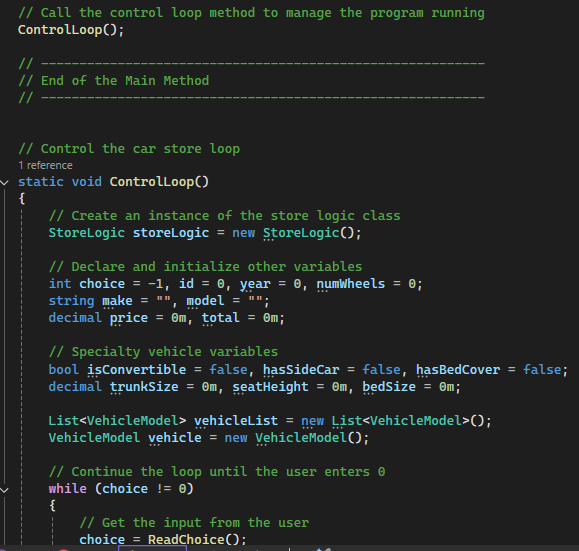 // Call the control loop method to manage the program running
ControlLoop();
// ----------------------------------------------------------
// End of the Main Method
// ----------------------------------------------------------
// Control the car store loop
1 reference
static void ControlLoop()
{
// Create an instance of the store logic class
StoreLogic storeLogic = new StoreLogic();
// Declare and initialize other variables
int choice = -1, id = 0, year = 0, numWheels = 0;
string make = "", model = "";
decimal price = 0m, total = 0m;
// Specialty vehicle variables
bool isConvertible = false, hasSideCar = false, hasBedCover = false;
decimal trunkSize = 0m, seatHeight = 0m, bedSize = 0m;
List<VehicleModel> vehicleList = new List<VehicleModel>();
VehicleModel vehicle = new VehicleModel();
// Continue the loop until the user enters 0
while (choice != 0)
{
// Get the input from the user
choice = ReadChoice();